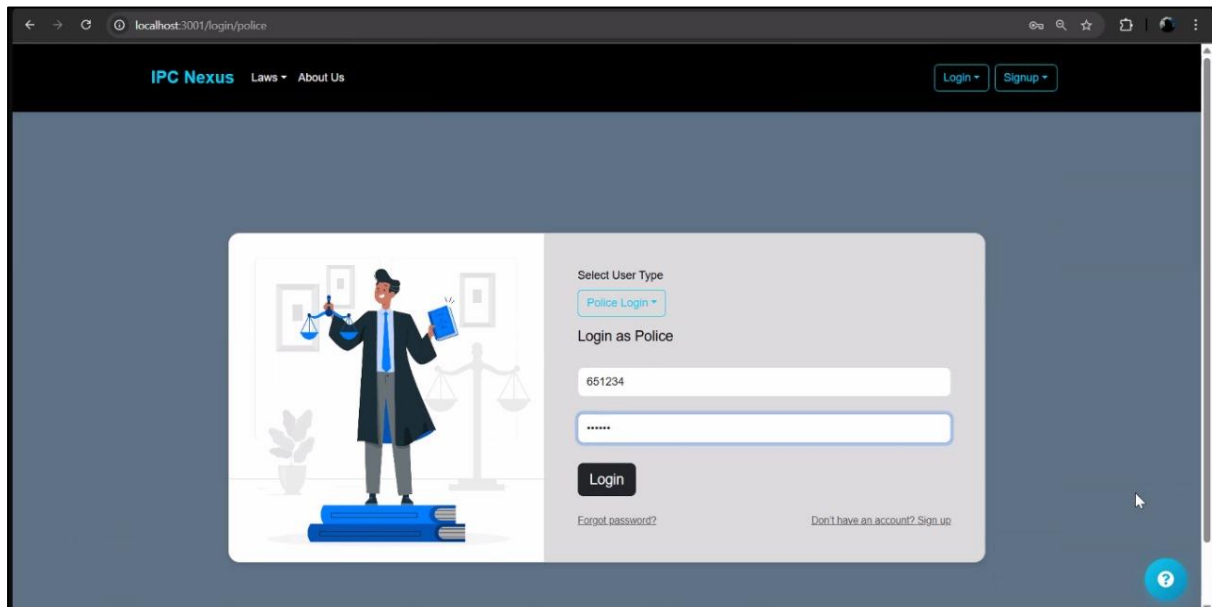 localhost:3001/login/police
IPC Nexus Laws About Us Login Signup
Select User Type
Police Login
Login as Police
651234
••••••
Login
Forgot password? Don't have an account? Sign up
?